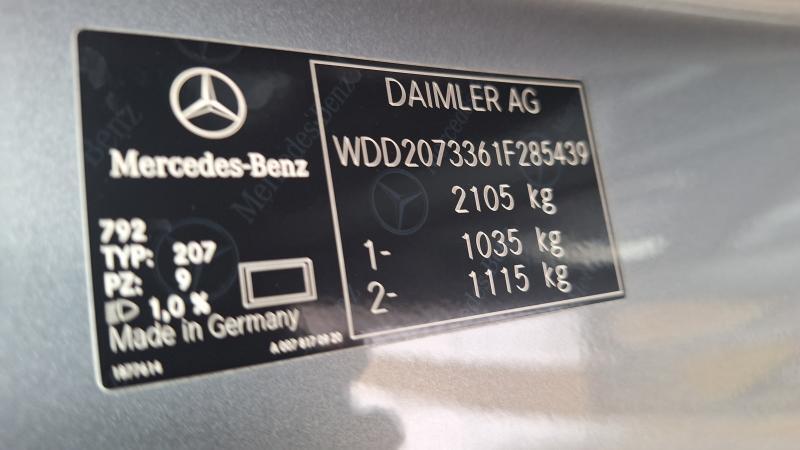 Mercedes-Benz
792
TYP: 207
PZ: 9
1,0 %
Made in Germany
DAIMLER AG
WDD2073361F285439
2105 kg
1- 1035 kg
2- 1115 kg